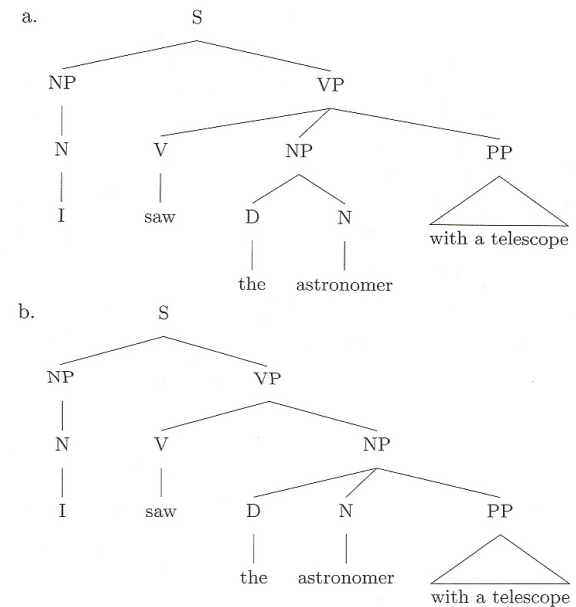 a.
S
NP VP
N V NP PP
I saw D N with a telescope
the astronomer
b.
S
NP VP
N V NP
I saw D N PP
the astronomer with a telescope